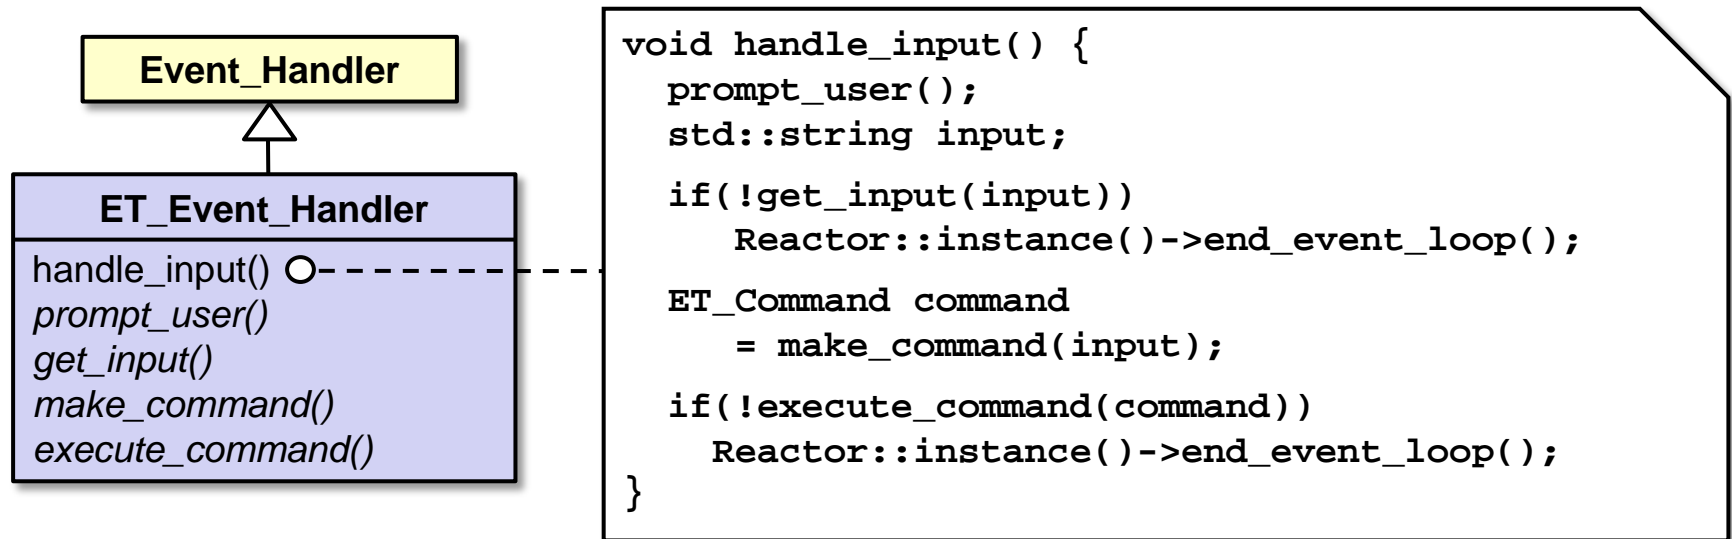 Event_Handler
ET_Event_Handler
handle_input()
prompt_user()
get_input()
make_command()
execute_command()
void handle_input() {
  prompt_user();
  std::string input;
  if(!get_input(input))
     Reactor::instance()->end_event_loop();
  ET_Command command
     = make_command(input);
  if(!execute_command(command))
    Reactor::instance()->end_event_loop();
}